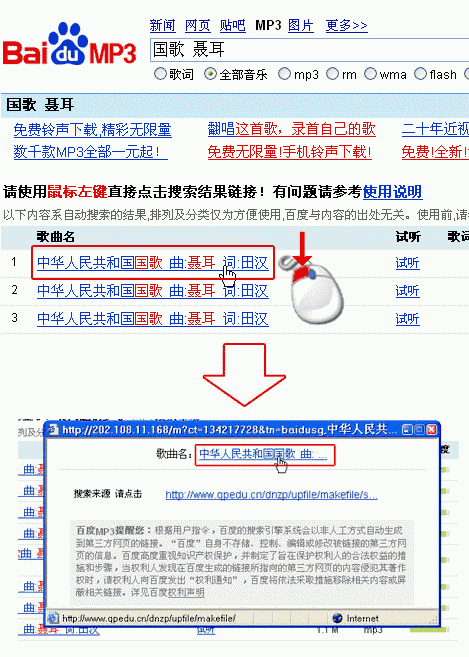 新闻 网页 贴吧 MP3 图片 更多>>
Bai du MP3
国歌 聂耳
歌词 全部音乐 mp3 rm wma flash
国歌 聂耳
免费铃声下载,精彩无限量 翻唱这首歌，录首自己的歌 二十年近视
数千款MP3全部一元起！ 免费无限量!手机铃声下载! 免费!全新!
请使用鼠标左键直接点击搜索结果链接！有问题请参考使用说明
以下内容系自动搜索的结果,排列及分类仅为方便使用,百度与内容的出处无关。使用前,请
歌曲名 试听 歌词
1 中华人民共和国国歌 曲:聂耳 词:田汉 试听
2 中华人民共和国国歌 曲:聂耳 词:田汉 试听
3 中华人民共和国国歌 曲:聂耳 词:田汉 试听
http://202.108.11.168/m?ct=134217728&tn=baidusg,中华人民共...
歌曲名: 中华人民共和国国歌 曲: ...
搜索来源 请点击 http://www.qpedu.cn/dnzp/upfile/makefile/s...
百度MP3提醒您：根据用户指令，百度的搜索引擎系统会以非人工方式自动生成
到第三方网页的链接。“百度”自身不存储、控制、编辑或修改被链接的第三方网
页的信息。百度高度重视知识产权保护，并制定了旨在保护权利人的合法权益的措
施和步骤，当权利人发现在百度生成的链接所指向的第三方网页的内容侵犯其著作
权时，请权利人向百度发出“权利通知”，百度将依法采取措施移除相关内容或屏
蔽相关链接。详见百度权利声明
http://www.qpedu.cn/dnzp/upfile/makefile/ Internet
曲:聂耳 词:田汉 试听 1.1 M mp3